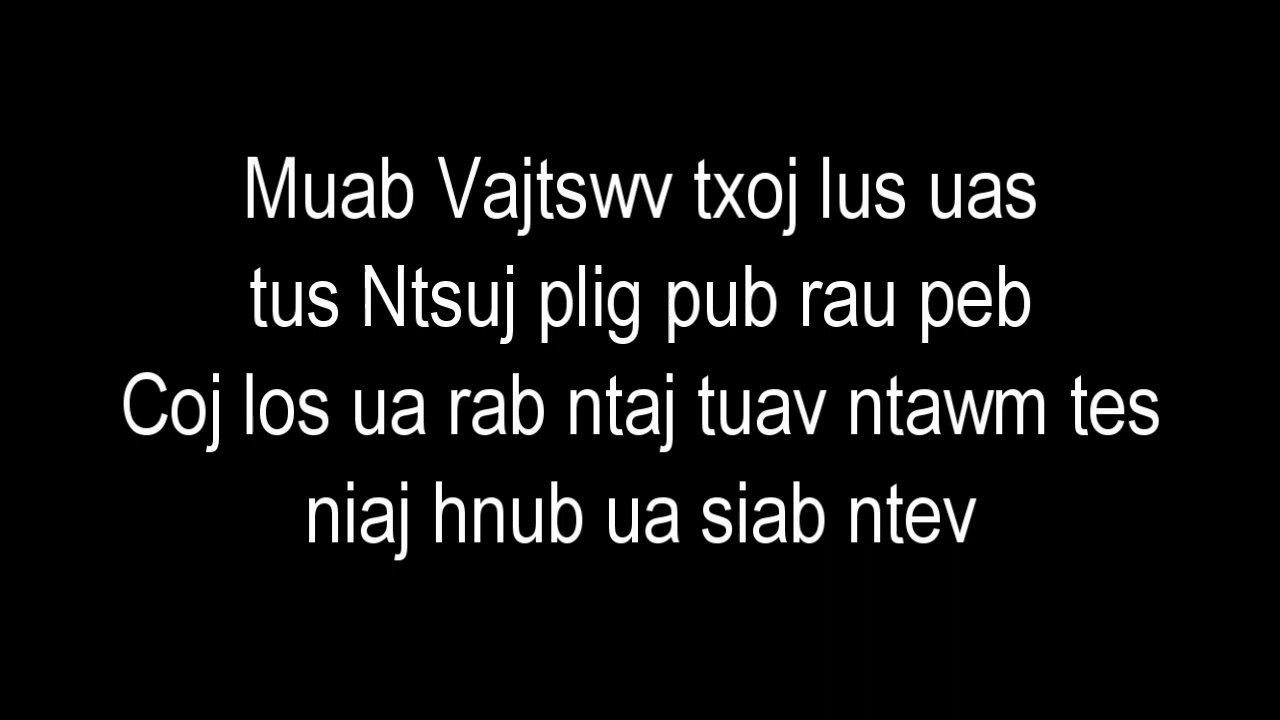 Muab Vajtswv txoj lus uas
tus Ntsuj plig pub rau peb
Coj los ua rab ntaj tuav ntawm tes
niaj hnub ua siab ntev